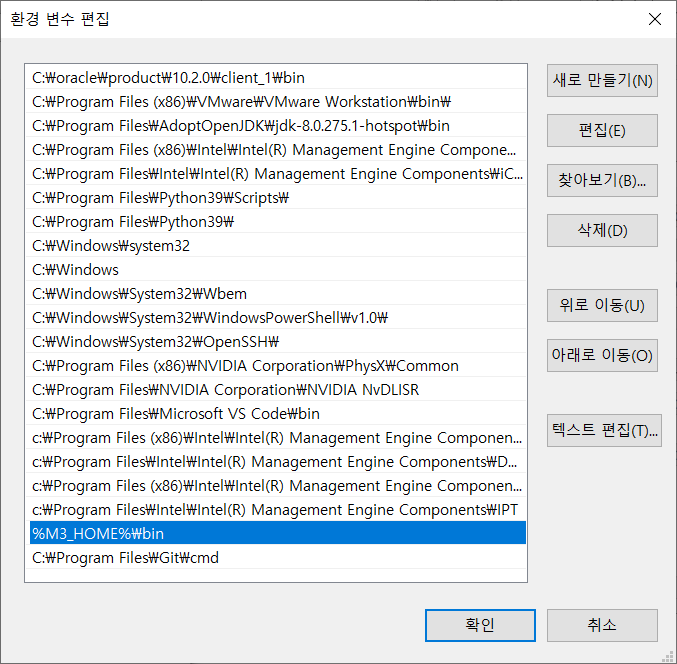 환경 변수 편집
C:₩oracle₩product₩10.2.0₩client_1₩bin
C:₩Program Files (x86)₩VMware₩VMware Workstation₩bin₩
C:₩Program Files₩AdoptOpenJDK₩jdk-8.0.275.1-hotspot₩bin
C:₩Program Files (x86)₩Intel₩Intel(R) Management Engine Compone...
C:₩Program Files₩Intel₩Intel(R) Management Engine Components₩iC...
C:₩Program Files₩Python39₩Scripts₩
C:₩Program Files₩Python39₩
C:₩Windows₩system32
C:₩Windows
C:₩Windows₩System32₩Wbem
C:₩Windows₩System32₩WindowsPowerShell₩v1.0₩
C:₩Windows₩System32₩OpenSSH₩
C:₩Program Files (x86)₩NVIDIA Corporation₩PhysX₩Common
C:₩Program Files₩NVIDIA Corporation₩NVIDIA NvDLISR
C:₩Program Files₩Microsoft VS Code₩bin
c:₩Program Files (x86)₩Intel₩Intel(R) Management Engine Componen...
c:₩Program Files₩Intel₩Intel(R) Management Engine Components₩D...
c:₩Program Files (x86)₩Intel₩Intel(R) Management Engine Componen...
c:₩Program Files₩Intel₩Intel(R) Management Engine Components₩IPT
%M3_HOME%₩bin
C:₩Program Files₩Git₩cmd
새로 만들기(N)
편집(E)
찾아보기(B)...
삭제(D)
위로 이동(U)
아래로 이동(O)
텍스트 편집(T)...
확인
취소